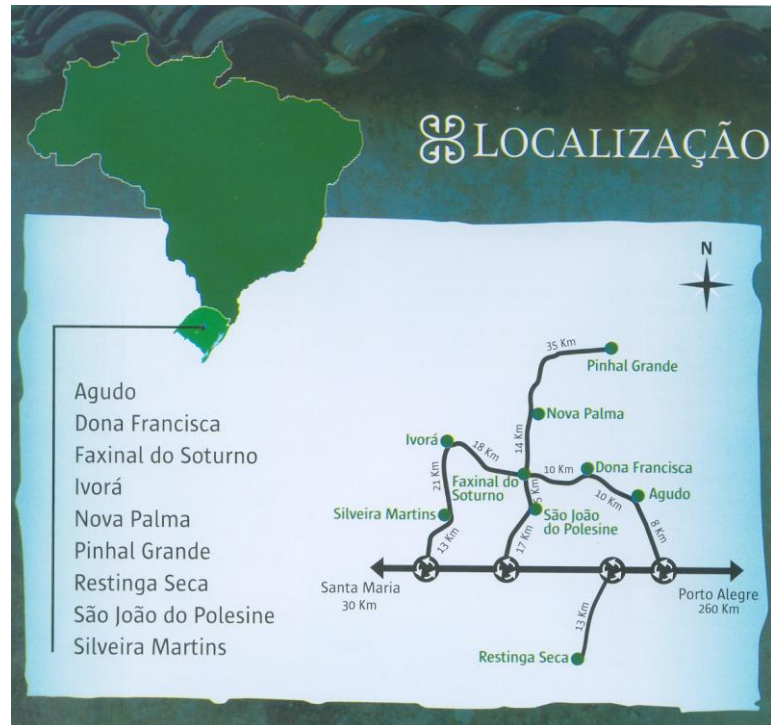 LOCALIZAÇÃO
N
Agudo
Dona Francisca
Faxinal do Soturno
Ivorá
Nova Palma
Pinhal Grande
Restinga Seca
São João do Polesine
Silveira Martins
35 Km
Pinhal Grande
Nova Palma
14 Km
Ivorá
18 Km
21 Km
Faxinal do
Soturno
10 Km
Dona Francisca
10 Km
Agudo
5 Km
São João
do Polesine
Silveira Martins
13 Km
17 Km
8 Km
Santa Maria
30 Km
Porto Alegre
260 Km
13 Km
Restinga Seca